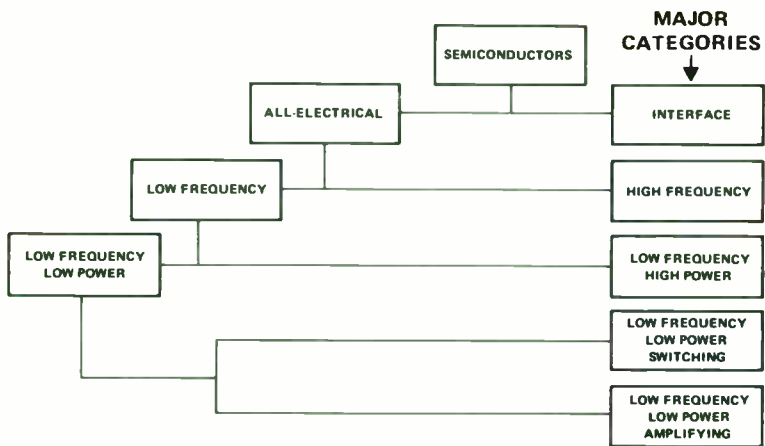 MAJOR
CATEGORIES
SEMICONDUCTORS
ALL-ELECTRICAL
INTERFACE
LOW FREQUENCY
HIGH FREQUENCY
LOW FREQUENCY
LOW POWER
LOW FREQUENCY
HIGH POWER
LOW FREQUENCY
LOW POWER
SWITCHING
LOW FREQUENCY
LOW POWER
AMPLIFYING